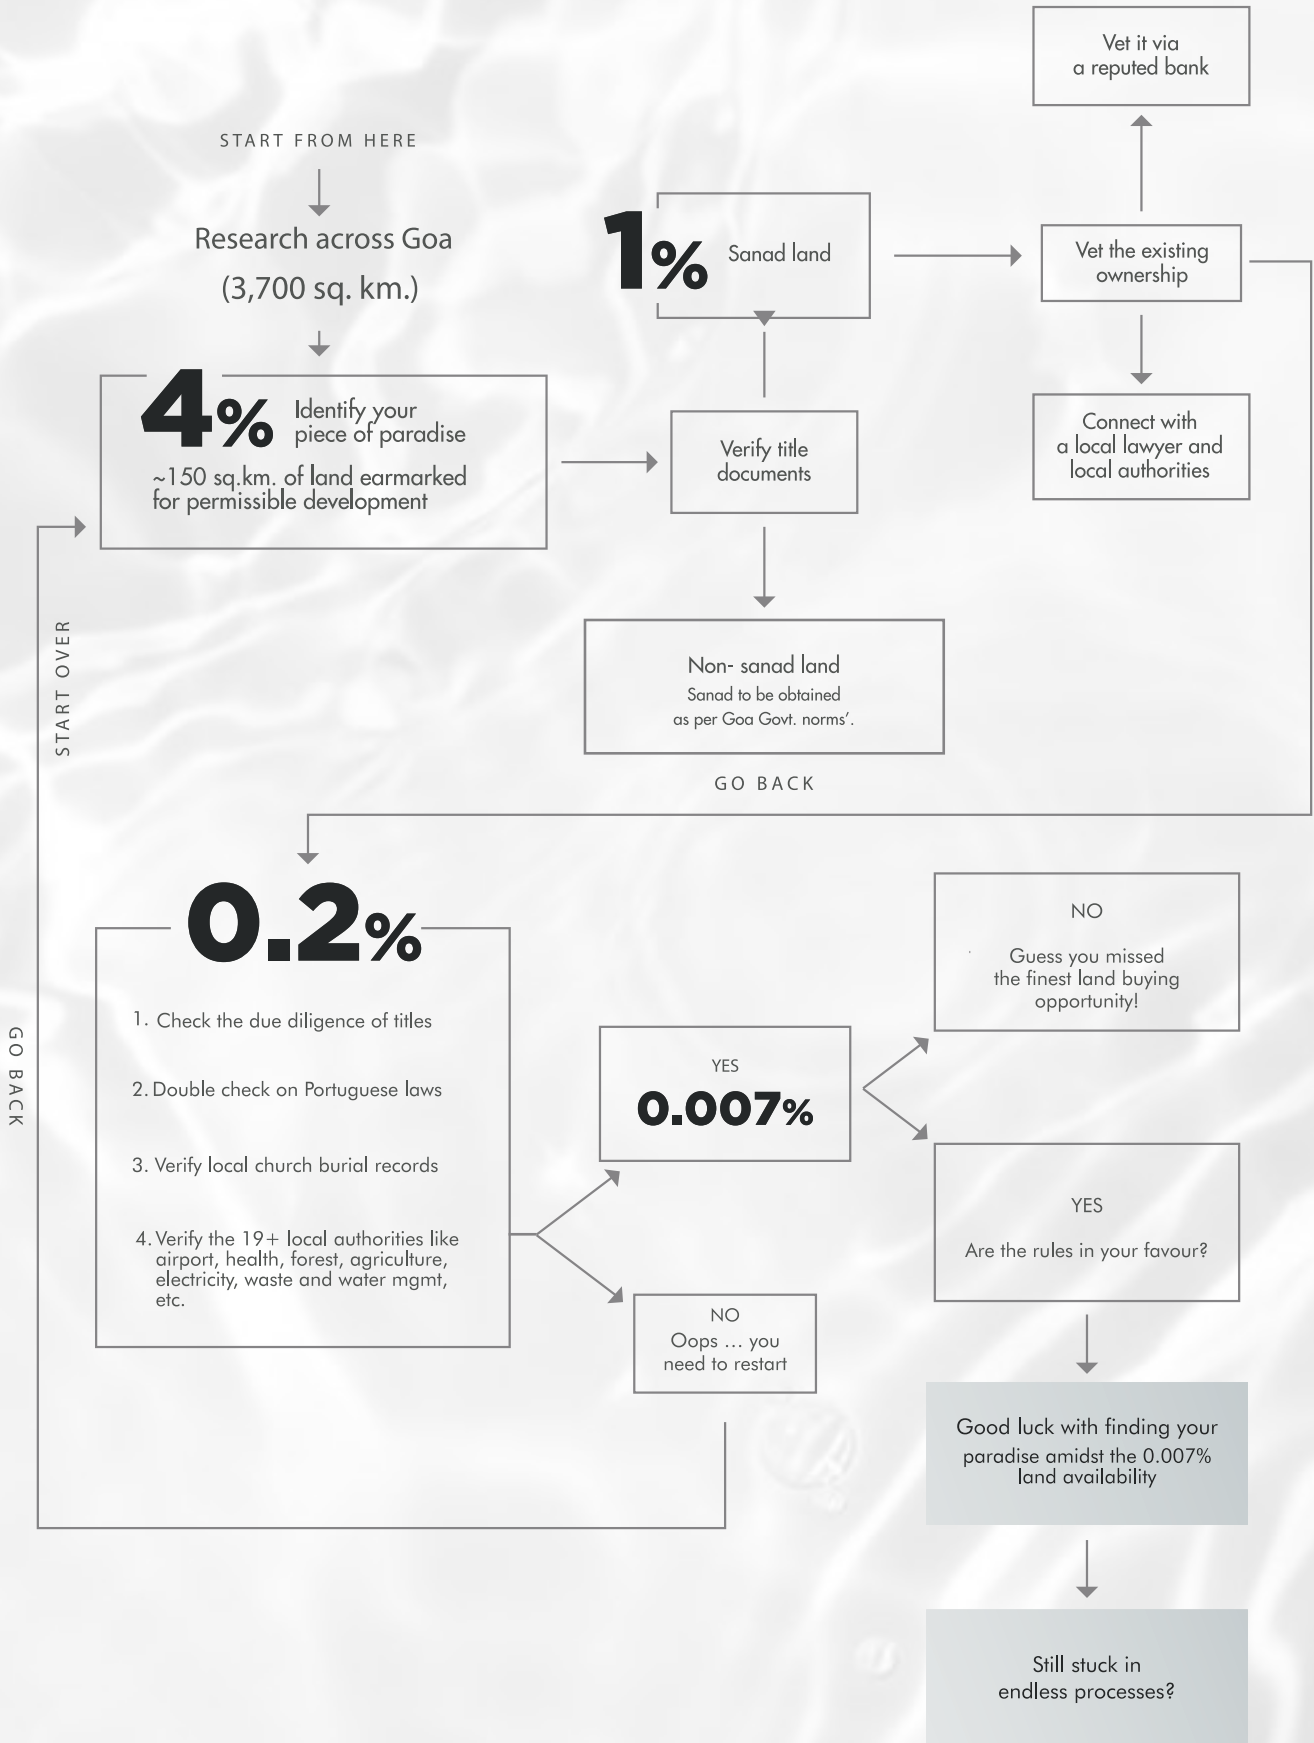 START FROM HERE
Research across Goa
(3,700 sq. km.)
4%
Identify your
piece of paradise
~150 sq.km. of land earmarked
for permissible development
Verify title
documents
1%
Sanad land
Non- sanad land
Sanad to be obtained
as per Goa Govt. norms’.
GO BACK
Vet the existing
ownership
Vet it via
a reputed bank
Connect with
a local lawyer and
local authorities
START OVER
GO BACK
0.2%
1. Check the due diligence of titles
2. Double check on Portuguese laws
3. Verify local church burial records
4. Verify the 19+ local authorities like
airport, health, forest, agriculture,
electricity, waste and water mgmt,
etc.
YES
0.007%
NO
Oops ... you
need to restart
NO
Guess you missed
the finest land buying
opportunity!
YES
Are the rules in your favour?
Good luck with finding your
paradise amidst the 0.007%
land availability
Still stuck in
endless processes?